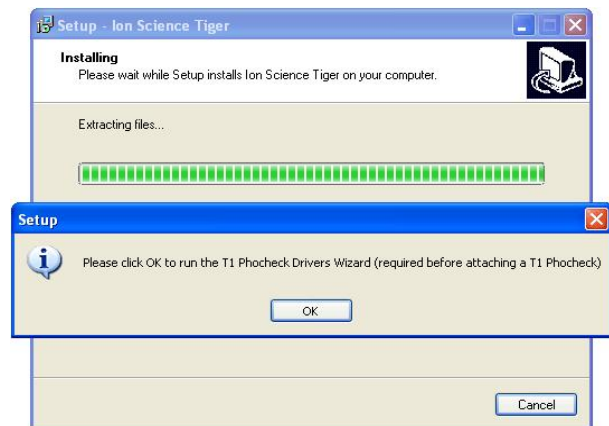 Setup - Ion Science Tiger
Installing
Please wait while Setup installs Ion Science Tiger on your computer.
Extracting files...
Setup
Please click OK to run the T1 Phocheck Drivers Wizard (required before attaching a T1 Phocheck)
OK
Cancel